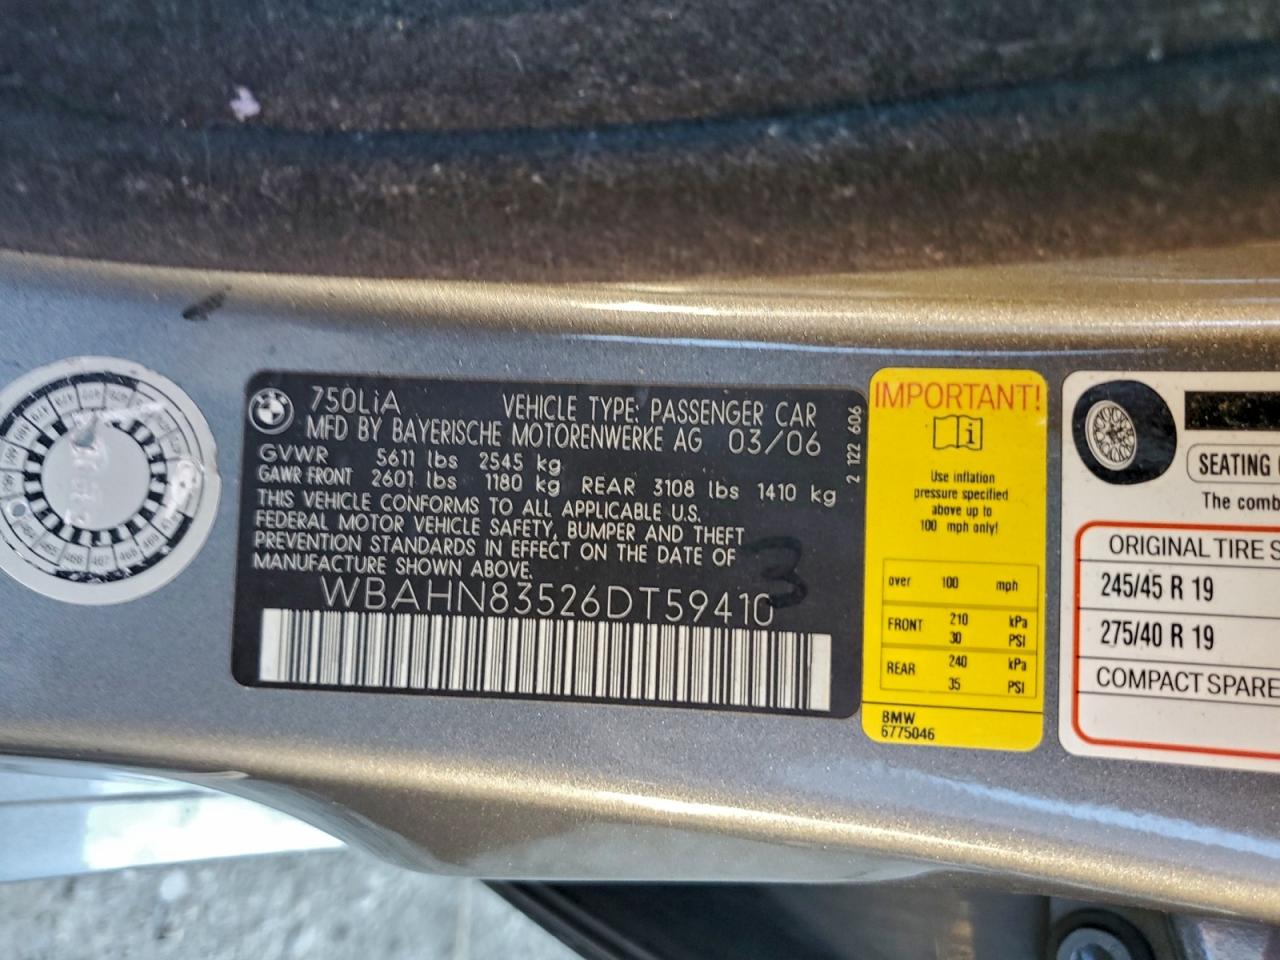 750LiA VEHICLE TYPE: PASSENGER CAR
MFD BY BAYERISCHE MOTORENWERKE AG 03/06
GVWR 5611 lbs 2545 kg
GAWR FRONT 2601 lbs 1180 kg REAR 3108 lbs 1410 kg
THIS VEHICLE CONFORMS TO ALL APPLICABLE U.S.
FEDERAL MOTOR VEHICLE SAFETY, BUMPER AND THEFT
PREVENTION STANDARDS IN EFFECT ON THE DATE OF
MANUFACTURE SHOWN ABOVE.
WBAHN83526DT59410
3
2 122 606
IMPORTANT!
i
Use inflation
pressure specified
above up to
100 mph only!
over 100 mph
FRONT 210 kPa
30 PSI
REAR 240 kPa
35 PSI
BMW
6775046
SEATING
The comb
ORIGINAL TIRE S
245/45 R 19
275/40 R 19
COMPACT SPARE
465 466 467 468 469